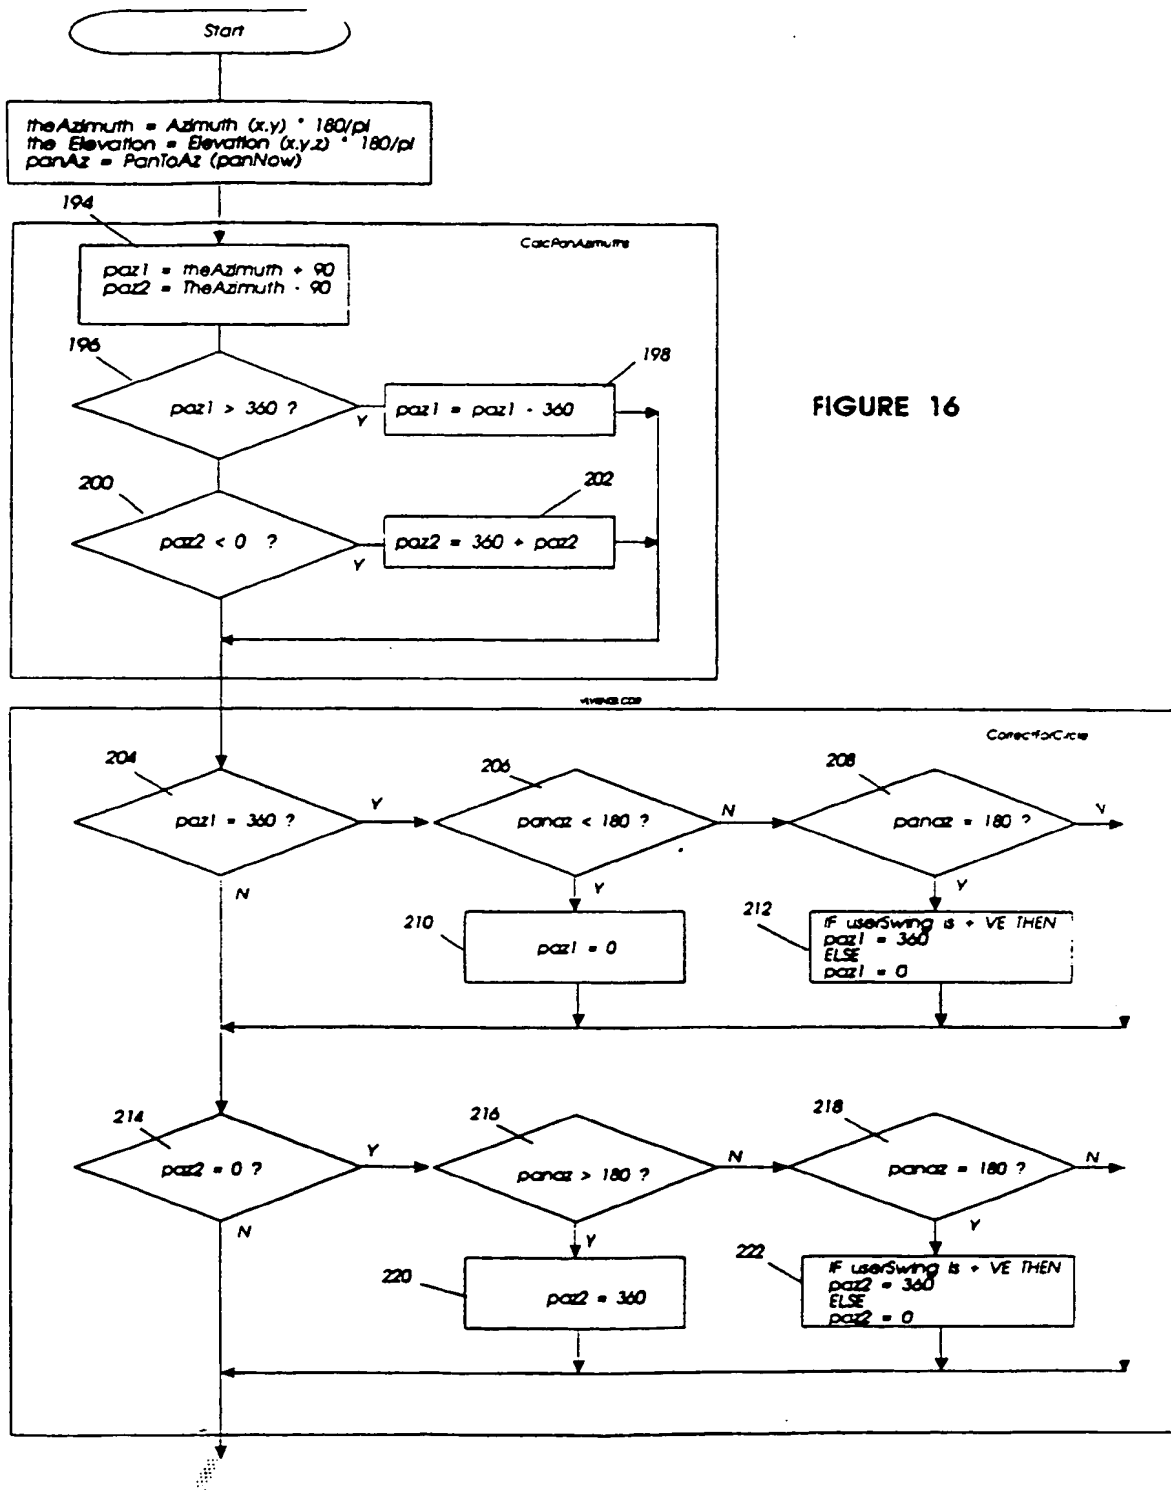 Start
theAzimuth = Azimuth (x,y) * 180/pi
the Elevation = Elevation (x,y,z) * 180/pi
panAz = PanToAz (panNow)
194
CalcPanAzimuths
paz1 = theAzimuth + 90
paz2 = TheAzimuth - 90
196
198
paz1 > 360 ?
Y
paz1 = paz1 - 360
FIGURE 16
200
202
paz2 < 0 ?
Y
paz2 = 360 + paz2
CorrectForCircle
204
206
208
paz1 = 360 ?
Y
panaz < 180 ?
N
panaz = 180 ?
N
Y
Y
210
paz1 = 0
212
IF userSwing is + VE THEN
paz1 = 360
ELSE
paz1 = 0
214
216
218
paz2 = 0 ?
Y
panaz > 180 ?
N
panaz = 180 ?
N
N
Y
Y
220
paz2 = 360
222
IF userSwing is + VE THEN
paz2 = 360
ELSE
paz2 = 0